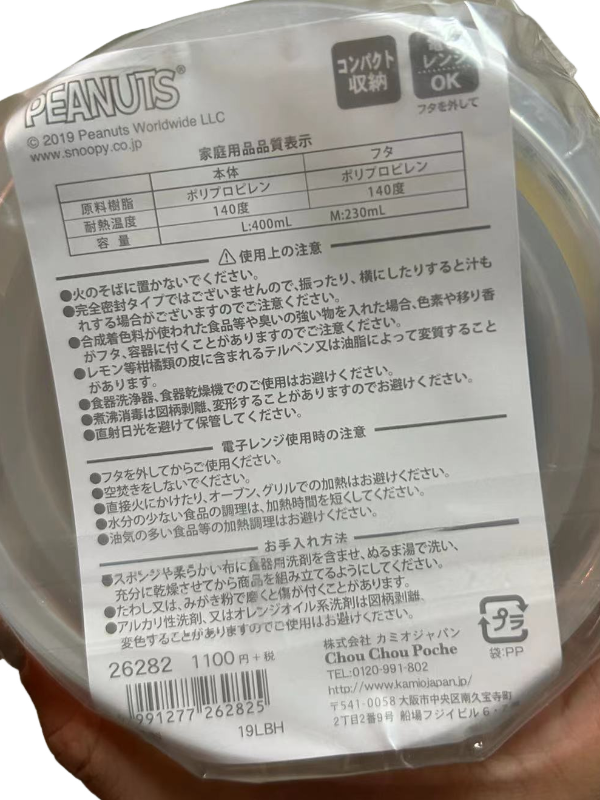 PEANUTS®
© 2019 Peanuts Worldwide LLC
www.snoopy.co.jp
コンパクト
収納
電子
レンジ
OK
フタを外して
家庭用品品質表示
本体 フタ
原料樹脂 ポリプロピレン ポリプロピレン
耐熱温度 140度 140度
容量 L:400mL M:230mL
⚠使用上の注意
●火のそばに置かないでください。
●完全密封タイプではございませんので、振ったり、横にしたりすると汁も
れする場合がございますのでご注意ください。
●合成着色料が使われた食品等や臭いの強い物を入れた場合、色素や移り香
がフタ、容器に付くことがありますのでご注意ください。
●レモン等柑橘類の皮に含まれるテルペン又は油脂によって変質すること
があります。
●食器洗浄器、食器乾燥機でのご使用はお避けください。
●煮沸消毒は図柄剥離、変形することがありますのでお避けください。
●直射日光を避けて保管してください。
電子レンジ使用時の注意
●フタを外してからご使用ください。
●空焚きをしないでください。
●直接火にかけたり、オーブン、グリルでの加熱はお避けください。
●水分の少ない食品の調理は、加熱時間を短くしてください。
●油気の多い食品等の加熱調理はお避けください。
お手入れ方法
●スポンジや柔らかい布に食器用洗剤を含ませ、ぬるま湯で洗い、
充分に乾燥させてから商品を組み立てるようにしてください。
●たわし又は、みがき粉で磨くと傷が付くことがあります。
●アルカリ性洗剤、又はオレンジオイル系洗剤は図柄剥離、
変色することがありますのでご使用はお避けください。
26282 1100円+税
991277 262825
19LBH
株式会社 カミオジャパン
Chou Chou Poche
TEL:0120-991-802
http://www.kamiojapan.jp/
〒541-0058 大阪市中央区南久宝寺町
2丁目2番9号 船場フジイビル6・
プラ
袋:PP